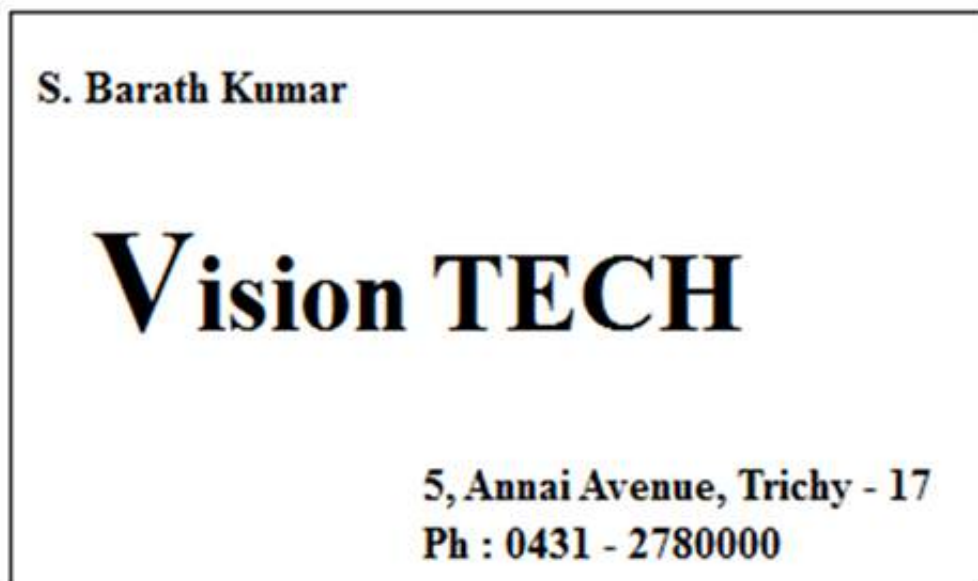 S. Barath Kumar
Vision TECH
5, Annai Avenue, Trichy - 17
Ph : 0431 - 2780000